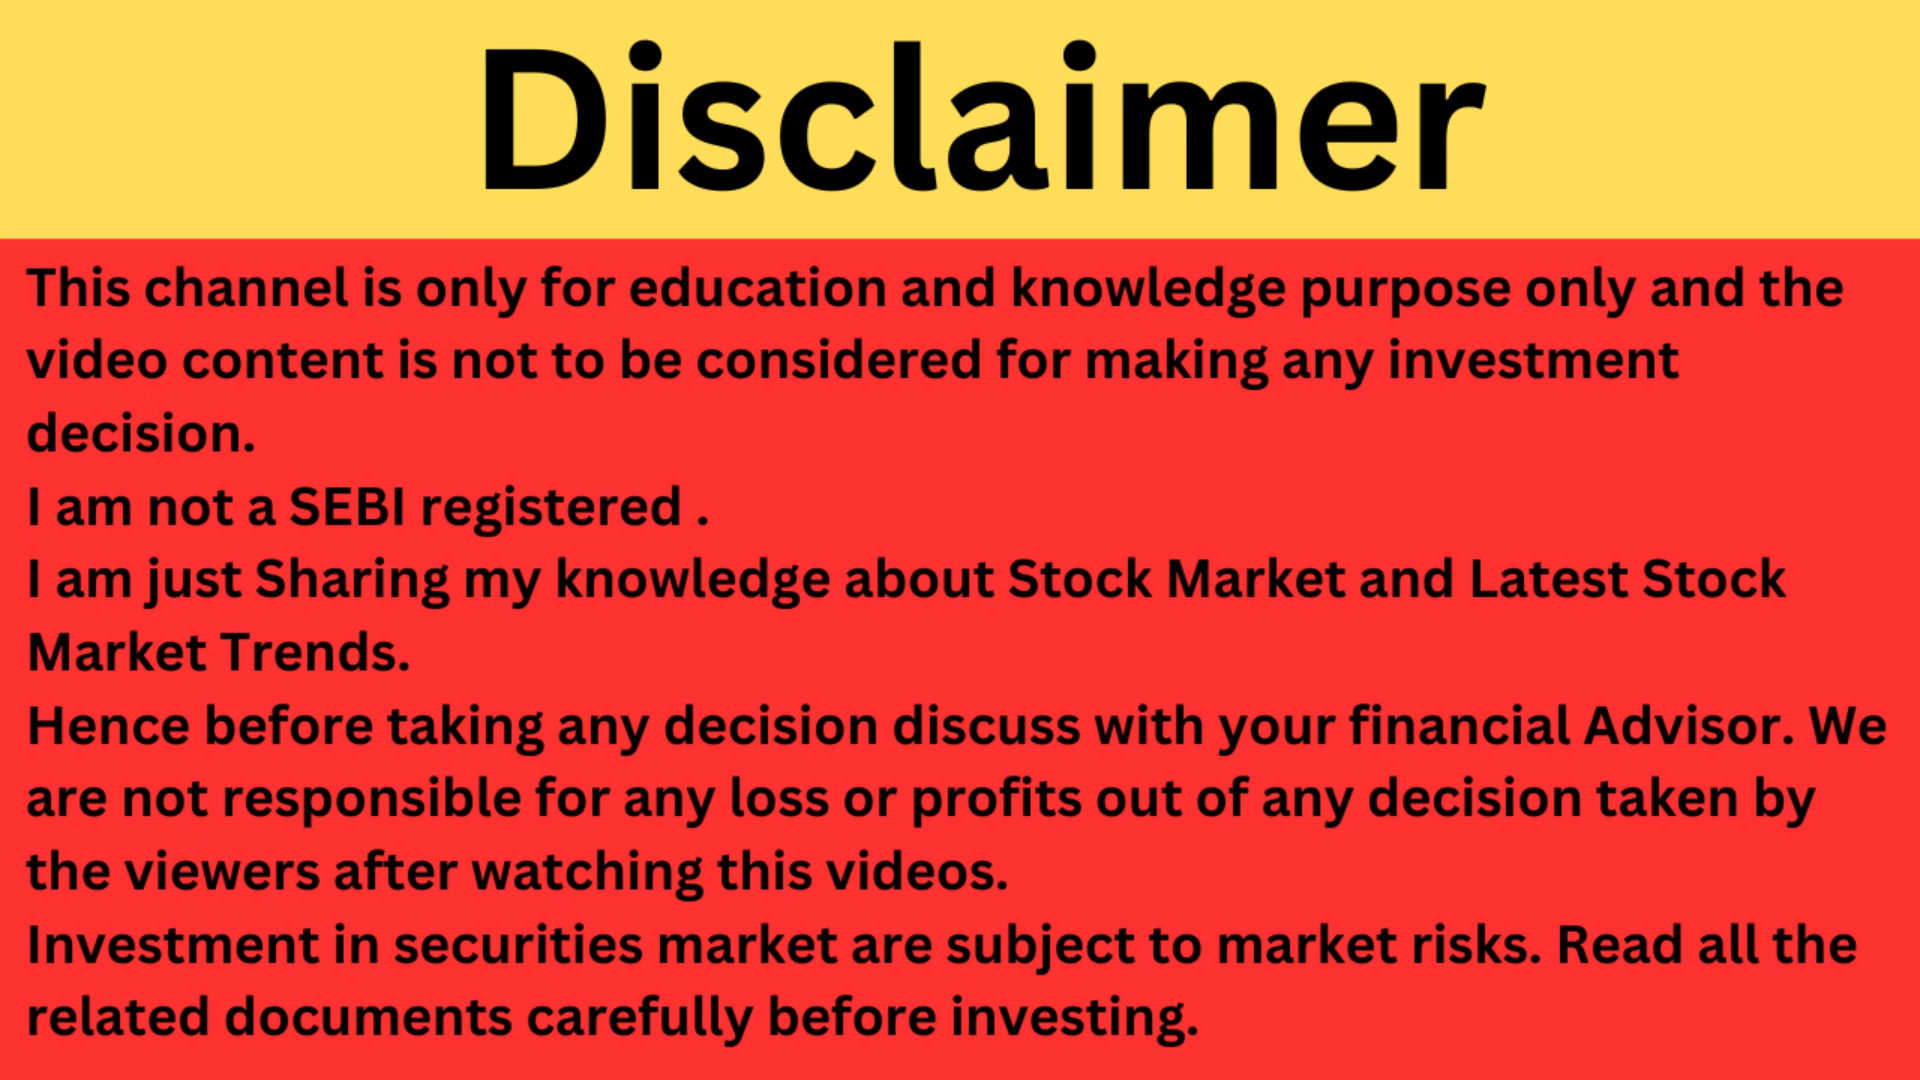 Disclaimer
This channel is only for education and knowledge purpose only and the
video content is not to be considered for making any investment
decision.
I am not a SEBI registered .
I am just Sharing my knowledge about Stock Market and Latest Stock
Market Trends.
Hence before taking any decision discuss with your financial Advisor. We
are not responsible for any loss or profits out of any decision taken by
the viewers after watching this videos.
Investment in securities market are subject to market risks. Read all the
related documents carefully before investing.